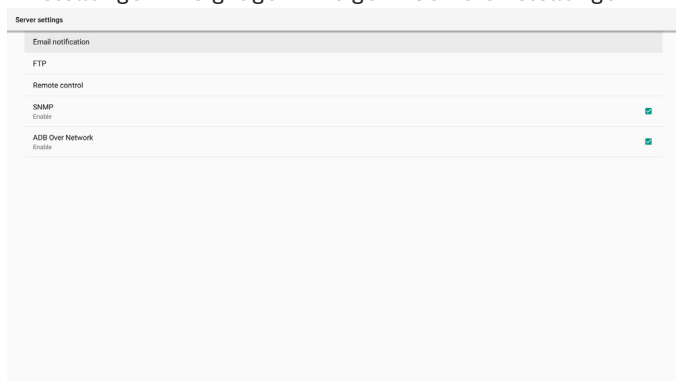 Server settings
Email notification
FTP
Remote control
SNMP
Enable
ADB Over Network
Enable